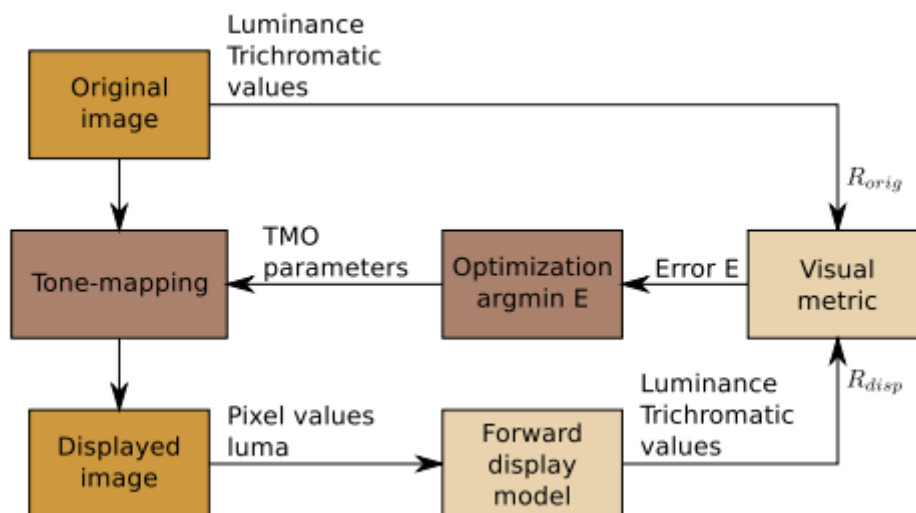 Luminance
Trichromatic
values
Original
image
R_orig
TMO
parameters
Tone-mapping
Optimization
argmin E
Error E
Visual
metric
R_disp
Luminance
Trichromatic
values
Pixel values
luma
Displayed
image
Forward
display
model